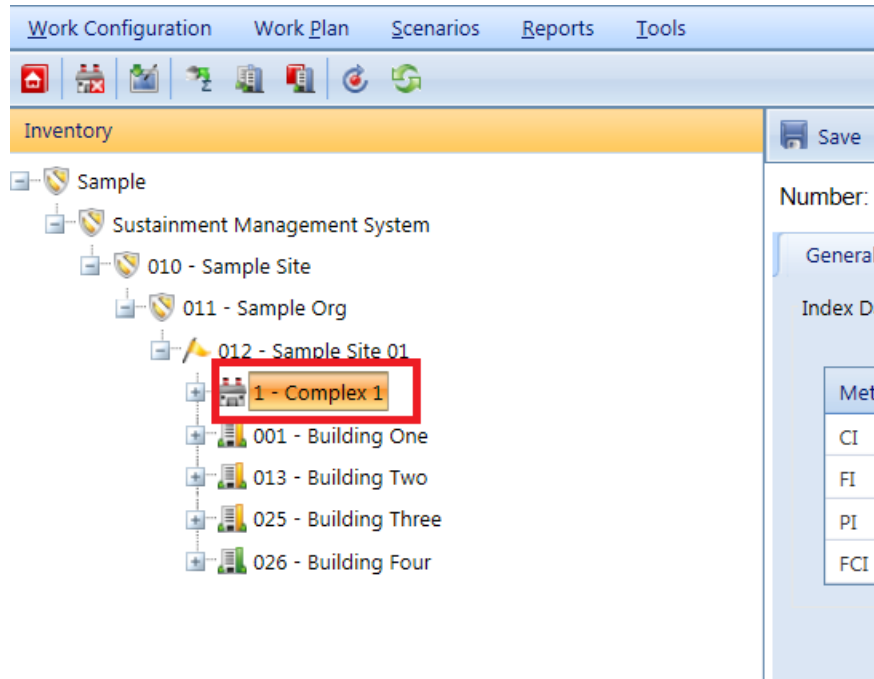 Work Configuration Work Plan Scenarios Reports Tools
Inventory
Save
Sample
Number:
Sustainment Management System
General
010 - Sample Site
011 - Sample Org
Index D
012 - Sample Site 01
1 - Complex 1
Met
001 - Building One
CI
013 - Building Two
FI
025 - Building Three
PI
026 - Building Four
FCI